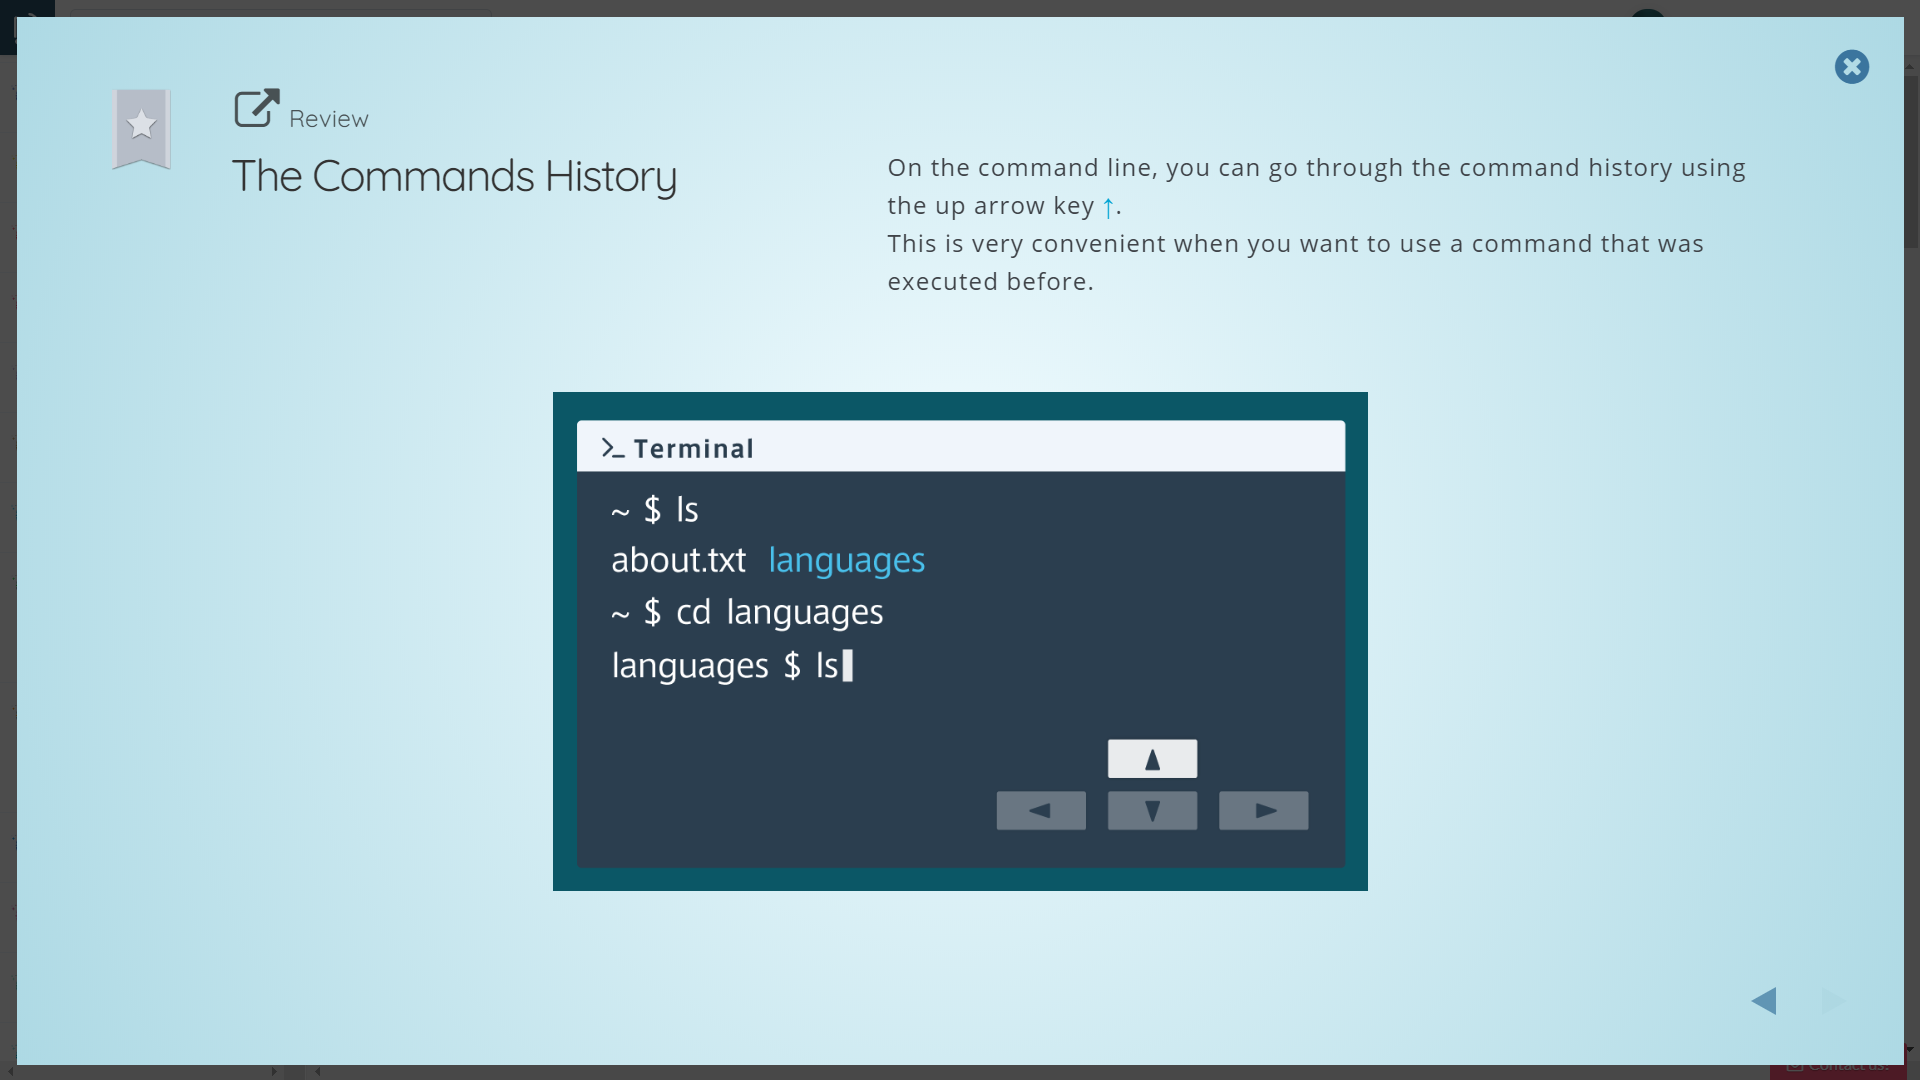 Review
The Commands History
On the command line, you can go through the command history using
the up arrow key ↑.
This is very convenient when you want to use a command that was
executed before.
>_ Terminal
~ $ ls
about.txt languages
~ $ cd languages
languages $ ls
Contact us!